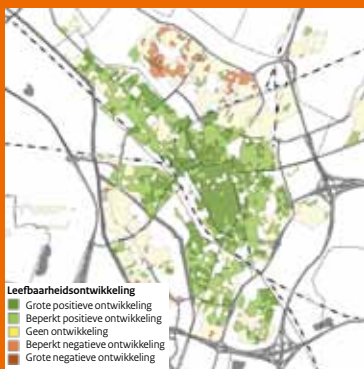 Leefbaarheidsontwikkeling
Grote positieve ontwikkeling
Beperkt positieve ontwikkeling
Geen ontwikkeling
Beperkt negatieve ontwikkeling
Grote negatieve ontwikkeling